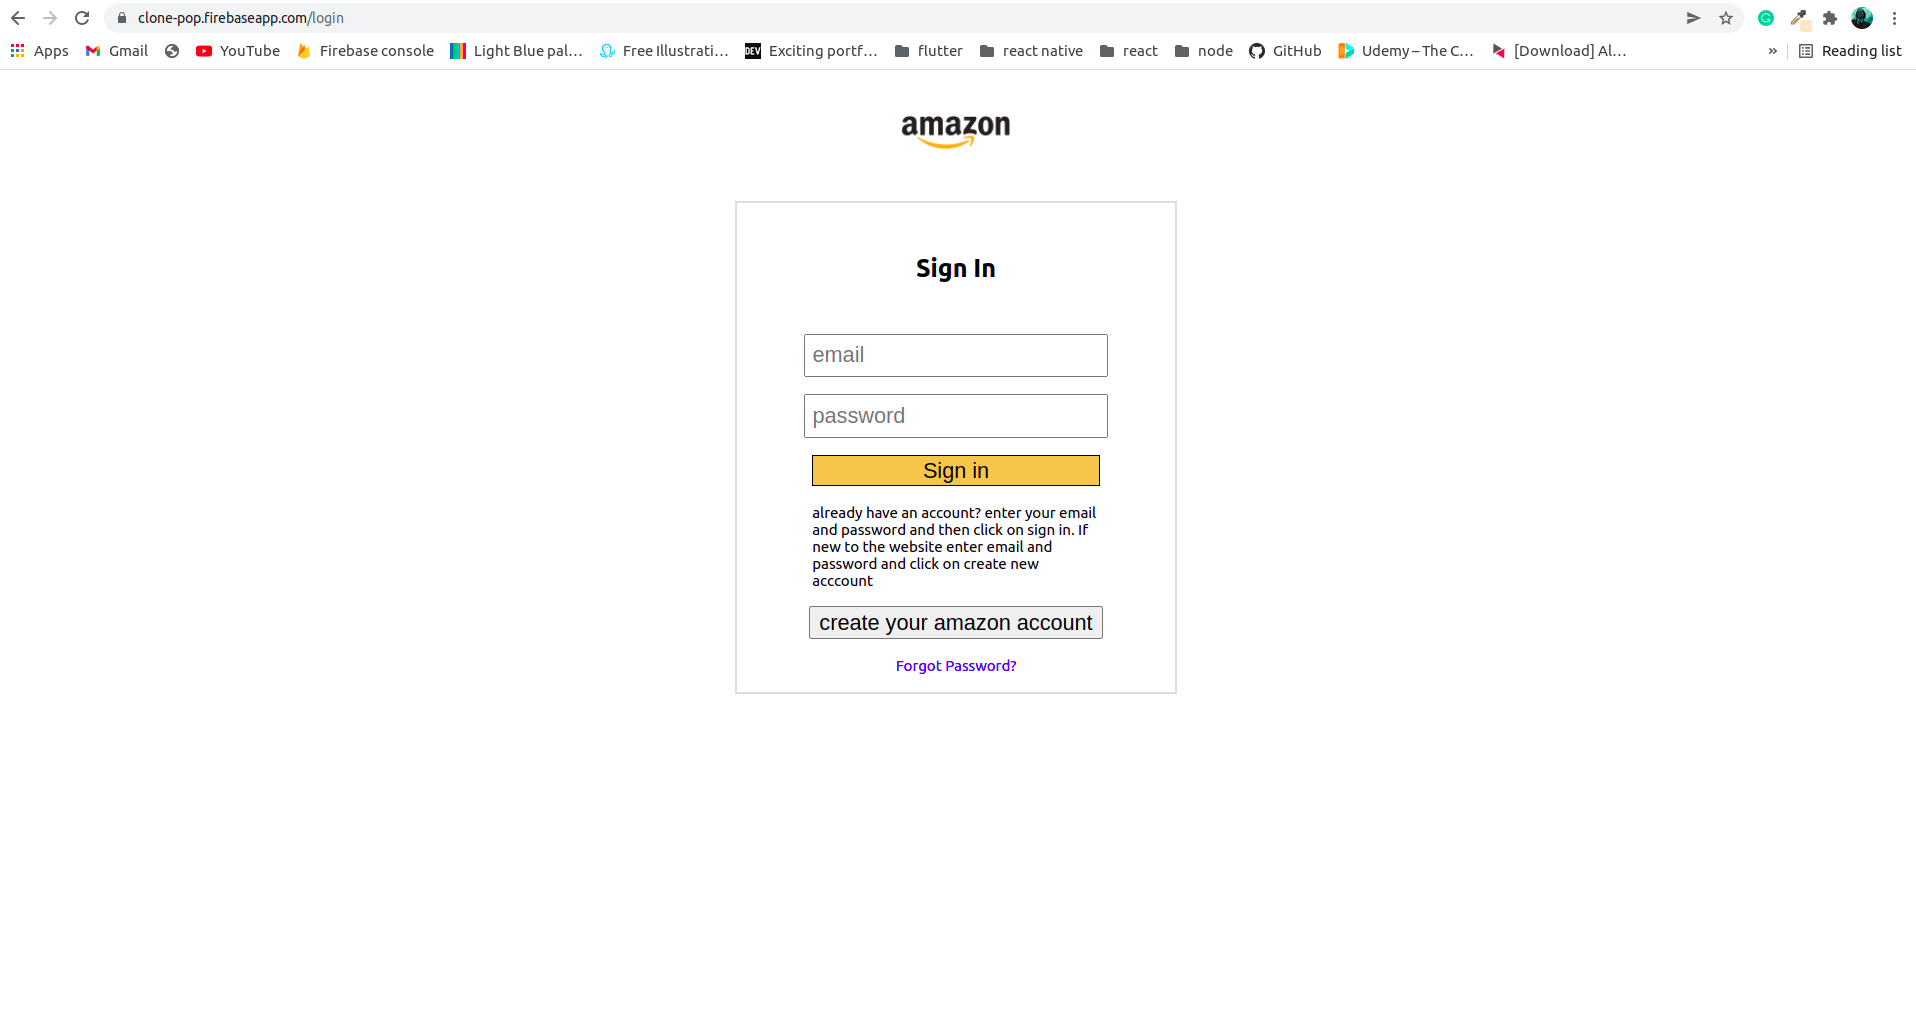 clone-pop.firebaseapp.com/login
Apps Gmail YouTube Firebase console Light Blue pal... Free Illustrati... DEV Exciting portf... flutter react native react node GitHub Udemy – The C... [Download] Al... » Reading list
amazon
Sign In
email
password
Sign in
already have an account? enter your email
and password and then click on sign in. If
new to the website enter email and
password and click on create new
acccount
create your amazon account
Forgot Password?